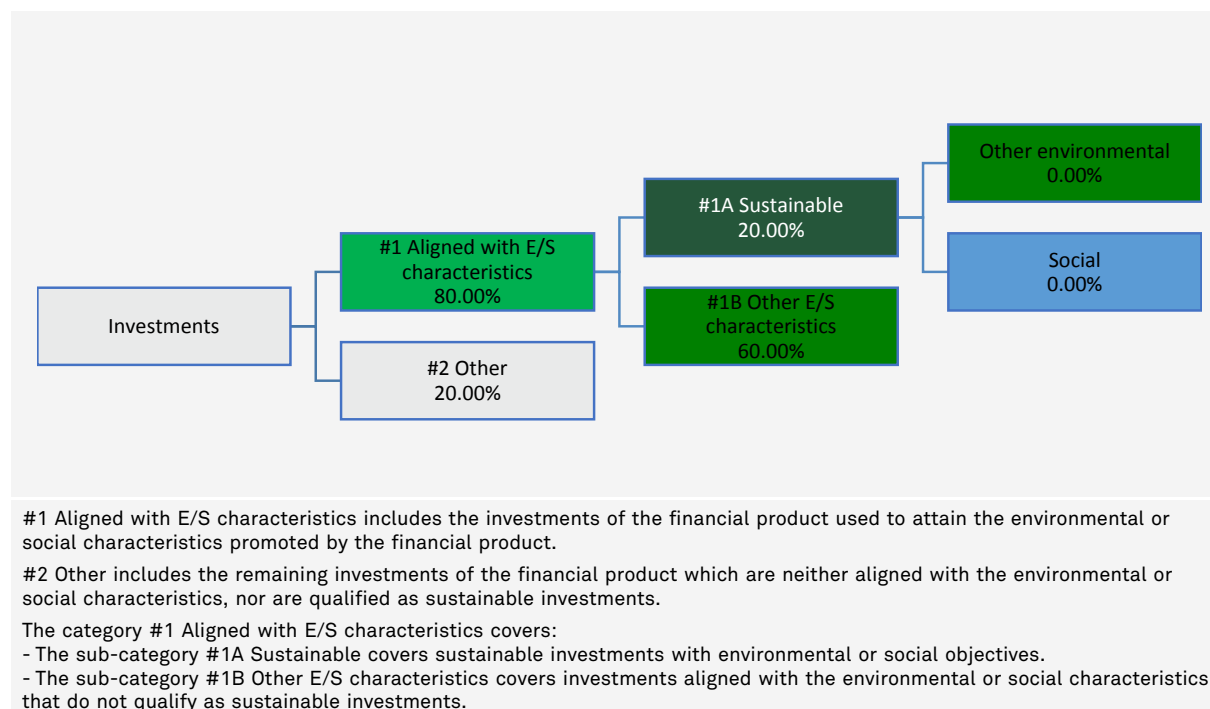 Investments
#1 Aligned with E/S
characteristics
80.00%
#2 Other
20.00%
#1A Sustainable
20.00%
#1B Other E/S
characteristics
60.00%
Other environmental
0.00%
Social
0.00%
#1 Aligned with E/S characteristics includes the investments of the financial product used to attain the environmental or
social characteristics promoted by the financial product.
#2 Other includes the remaining investments of the financial product which are neither aligned with the environmental or
social characteristics, nor are qualified as sustainable investments.
The category #1 Aligned with E/S characteristics covers:
- The sub-category #1A Sustainable covers sustainable investments with environmental or social objectives.
- The sub-category #1B Other E/S characteristics covers investments aligned with the environmental or social characteristics
that do not qualify as sustainable investments.